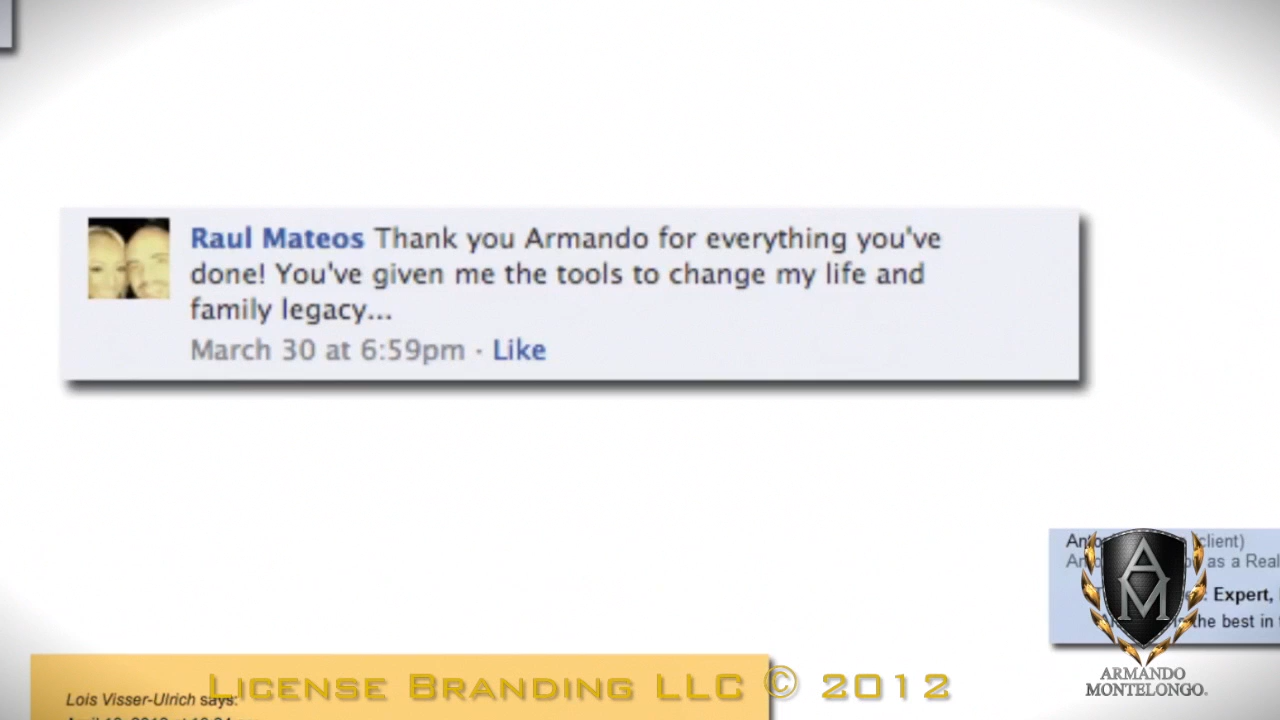 Raul Mateos Thank you Armando for everything you've
done! You've given me the tools to change my life and
family legacy...
March 30 at 6:59pm · Like
client)
as a Real
Expert,
the best in
AM
ARMANDO
MONTELONGO®
Lois Visser-Ulrich says:
LICENSE BRANDING LLC © 2012